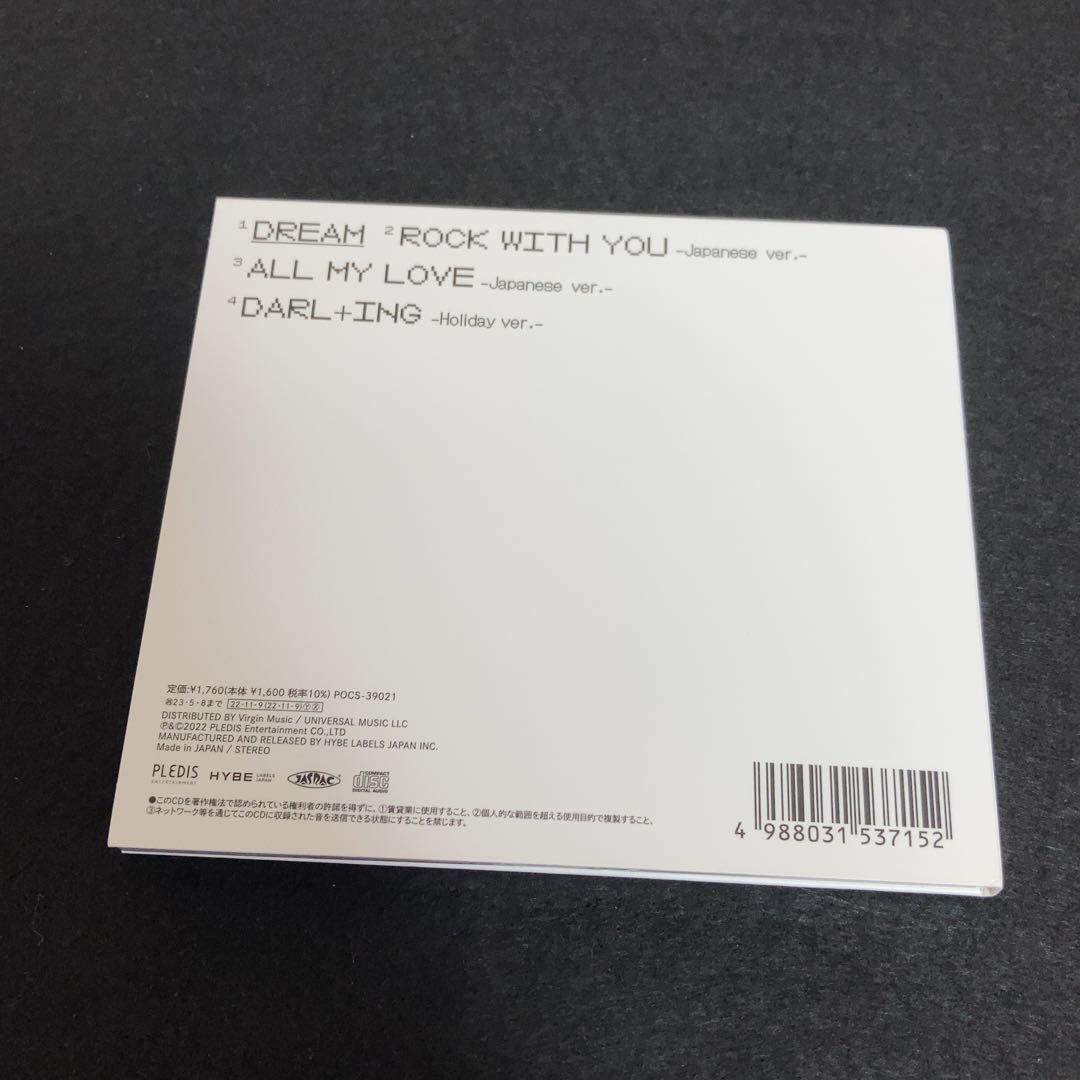 1 DREAM 2 ROCK WITH YOU -Japanese ver.-
3 ALL MY LOVE -Japanese ver.-
4 DARL+ING -Holiday ver.-
定価:¥1,760(本体 ¥1,600 税率10%) POCS-39021
㊢23・5・8まで 22・11・9(22・11・9)Ⓨ Ⓧ
DISTRIBUTED BY Virgin Music / UNIVERSAL MUSIC LLC
℗&©2022 PLEDIS Entertainment CO.,LTD
MANUFACTURED AND RELEASED BY HYBE LABELS JAPAN INC.
Made in JAPAN / STEREO
PLEDIS ENTERTAINMENT HYBE LABELS JAPAN JASRAC COMPACT disc DIGITAL AUDIO
●このCDを著作権法で認められている権利者の許諾を得ずに、①賃貸業に使用すること、②個人的な範囲を超える使用目的で複製すること、
③ネットワーク等を通じてこのCDに収録された音を送信できる状態にすることを禁じます。
4 988031 537152